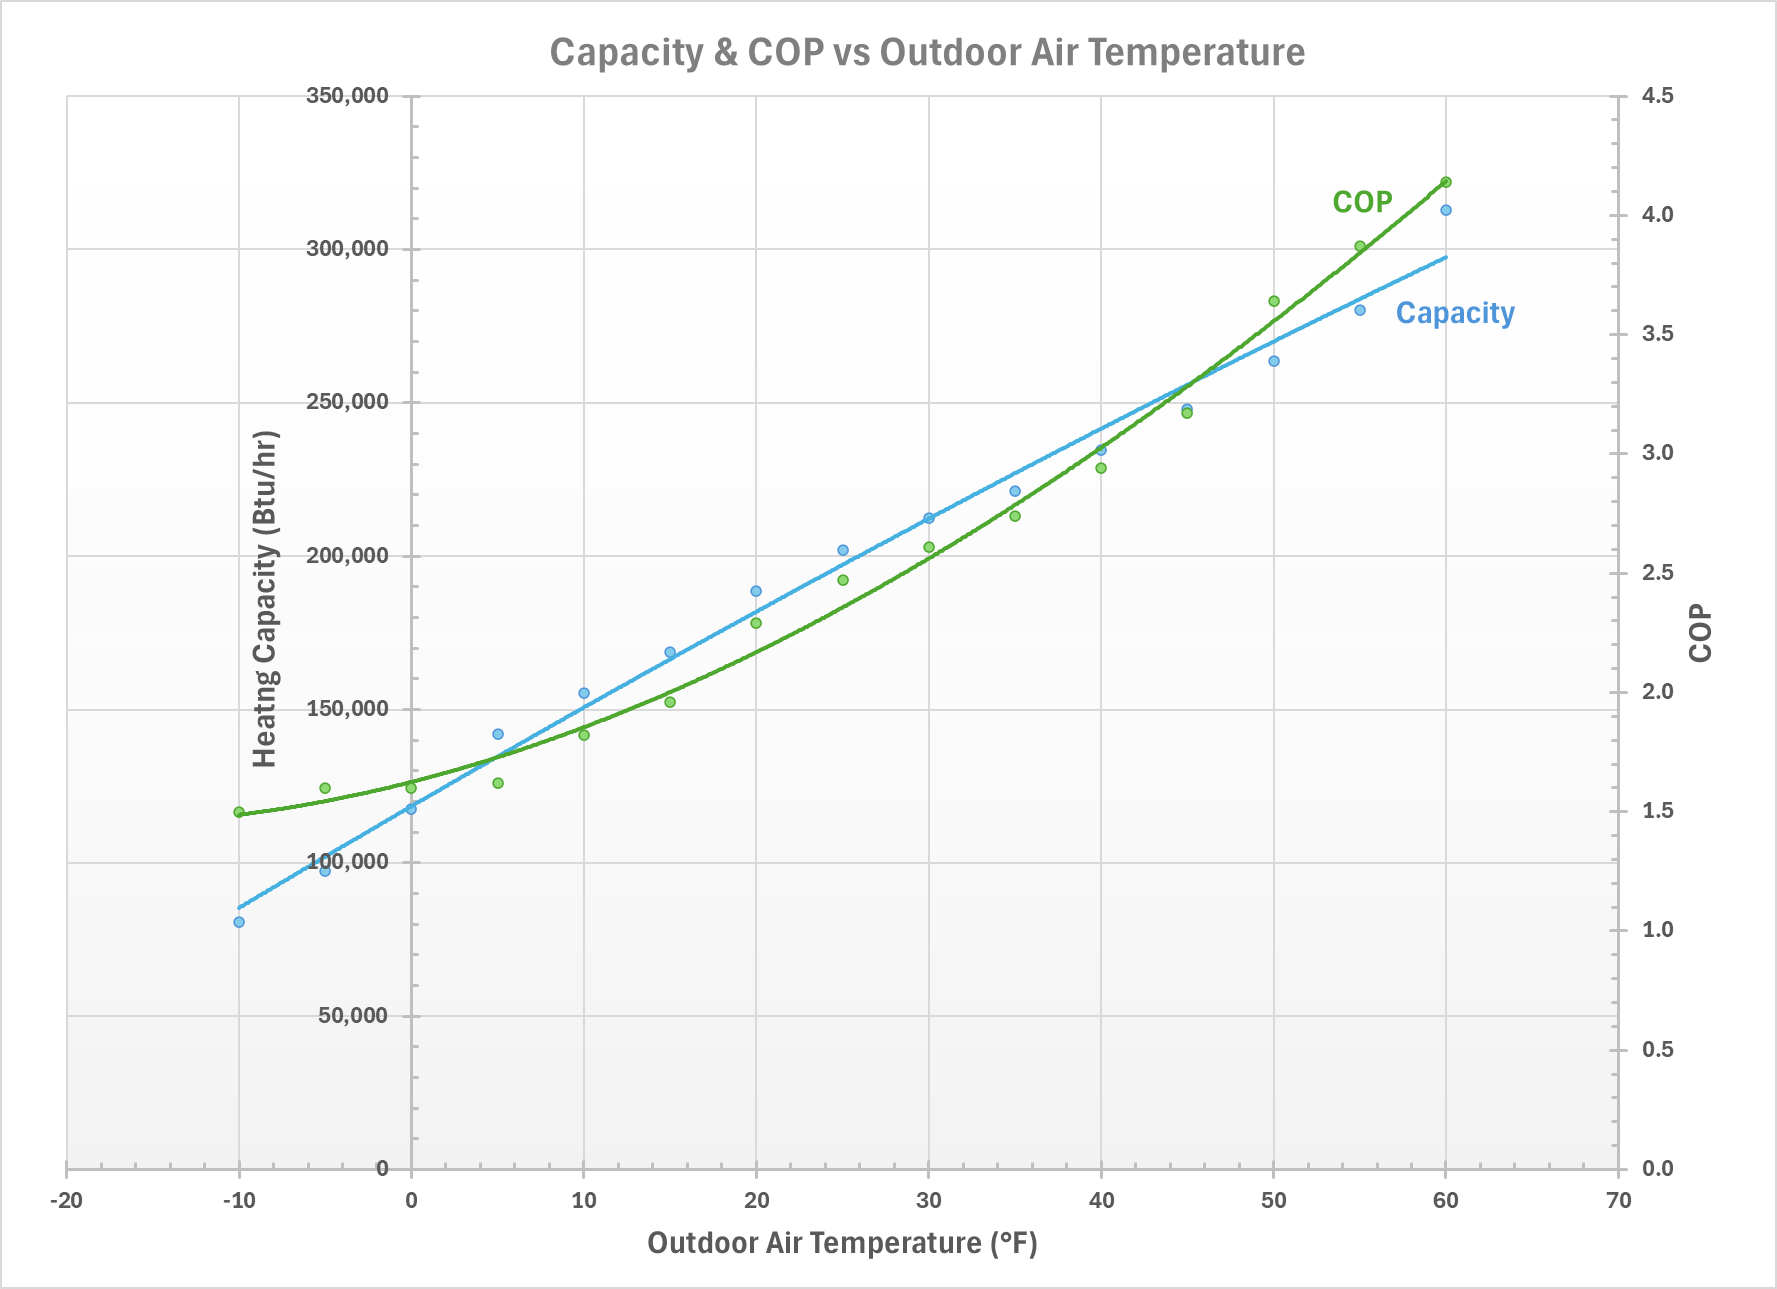 Capacity & COP vs Outdoor Air Temperature
350,000
300,000
250,000
200,000
150,000
100,000
50,000
0
Heatng Capacity (Btu/hr)
COP
Capacity
4.5
4.0
3.5
3.0
2.5
2.0
1.5
1.0
0.5
0.0
COP
-20 -10 0 10 20 30 40 50 60 70
Outdoor Air Temperature (°F)